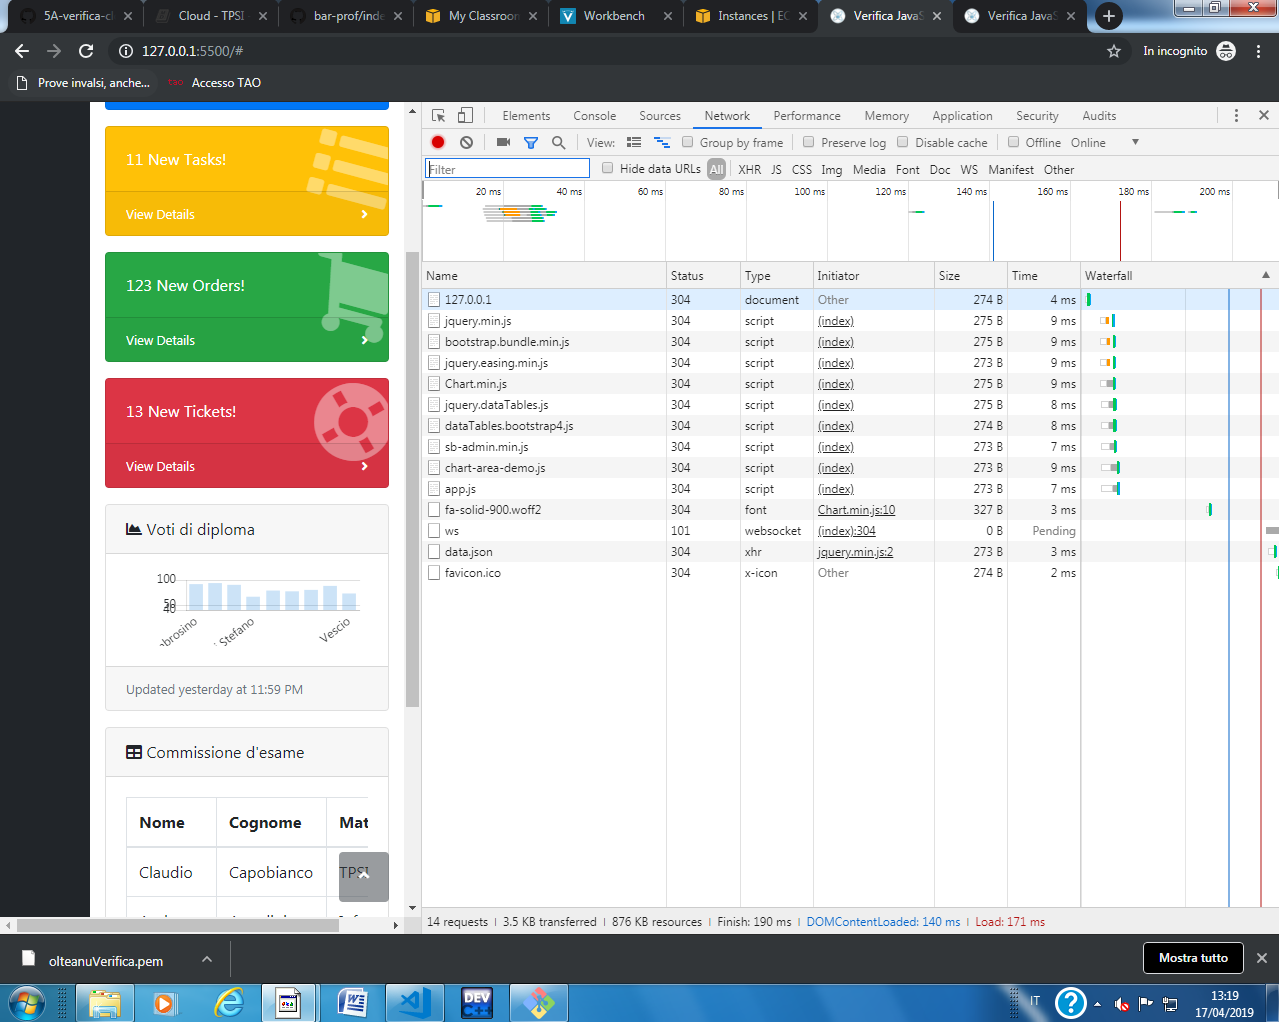 5A-verifica-cl
Cloud - TPSI
bar-prof/inde
My Classroom
Workbench
Instances | EC
Verifica JavaS
Verifica JavaS
127.0.0.1:5500/#
In incognito
Prove invalsi, anche...
TAO
Accesso TAO
11 New Tasks!
View Details
123 New Orders!
View Details
13 New Tickets!
View Details
Voti di diploma
100
50
40
mbrosino
Stefano
Vescio
Updated yesterday at 11:59 PM
Commissione d'esame
Nome Cognome Mat
Claudio Capobianco TPSI
Elements Console Sources Network Performance Memory Application Security Audits
View: Group by frame Preserve log Disable cache Offline Online
Filter Hide data URLs All XHR JS CSS Img Media Font Doc WS Manifest Other
20 ms 40 ms 60 ms 80 ms 100 ms 120 ms 140 ms 160 ms 180 ms 200 ms
Name Status Type Initiator Size Time Waterfall
127.0.0.1 304 document Other 274 B 4 ms
jquery.min.js 304 script (index) 275 B 9 ms
bootstrap.bundle.min.js 304 script (index) 275 B 9 ms
jquery.easing.min.js 304 script (index) 273 B 9 ms
Chart.min.js 304 script (index) 275 B 9 ms
jquery.dataTables.js 304 script (index) 275 B 8 ms
dataTables.bootstrap4.js 304 script (index) 274 B 8 ms
sb-admin.min.js 304 script (index) 273 B 7 ms
chart-area-demo.js 304 script (index) 273 B 9 ms
app.js 304 script (index) 273 B 7 ms
fa-solid-900.woff2 304 font Chart.min.js:10 327 B 3 ms
ws 101 websocket (index):304 0 B Pending
data.json 304 xhr jquery.min.js:2 273 B 3 ms
favicon.ico 304 x-icon Other 274 B 2 ms
14 requests 3.5 KB transferred 876 KB resources Finish: 190 ms DOMContentLoaded: 140 ms Load: 171 ms
olteanuVerifica.pem
Mostra tutto
DEV
C++
IT
13:19
17/04/2019